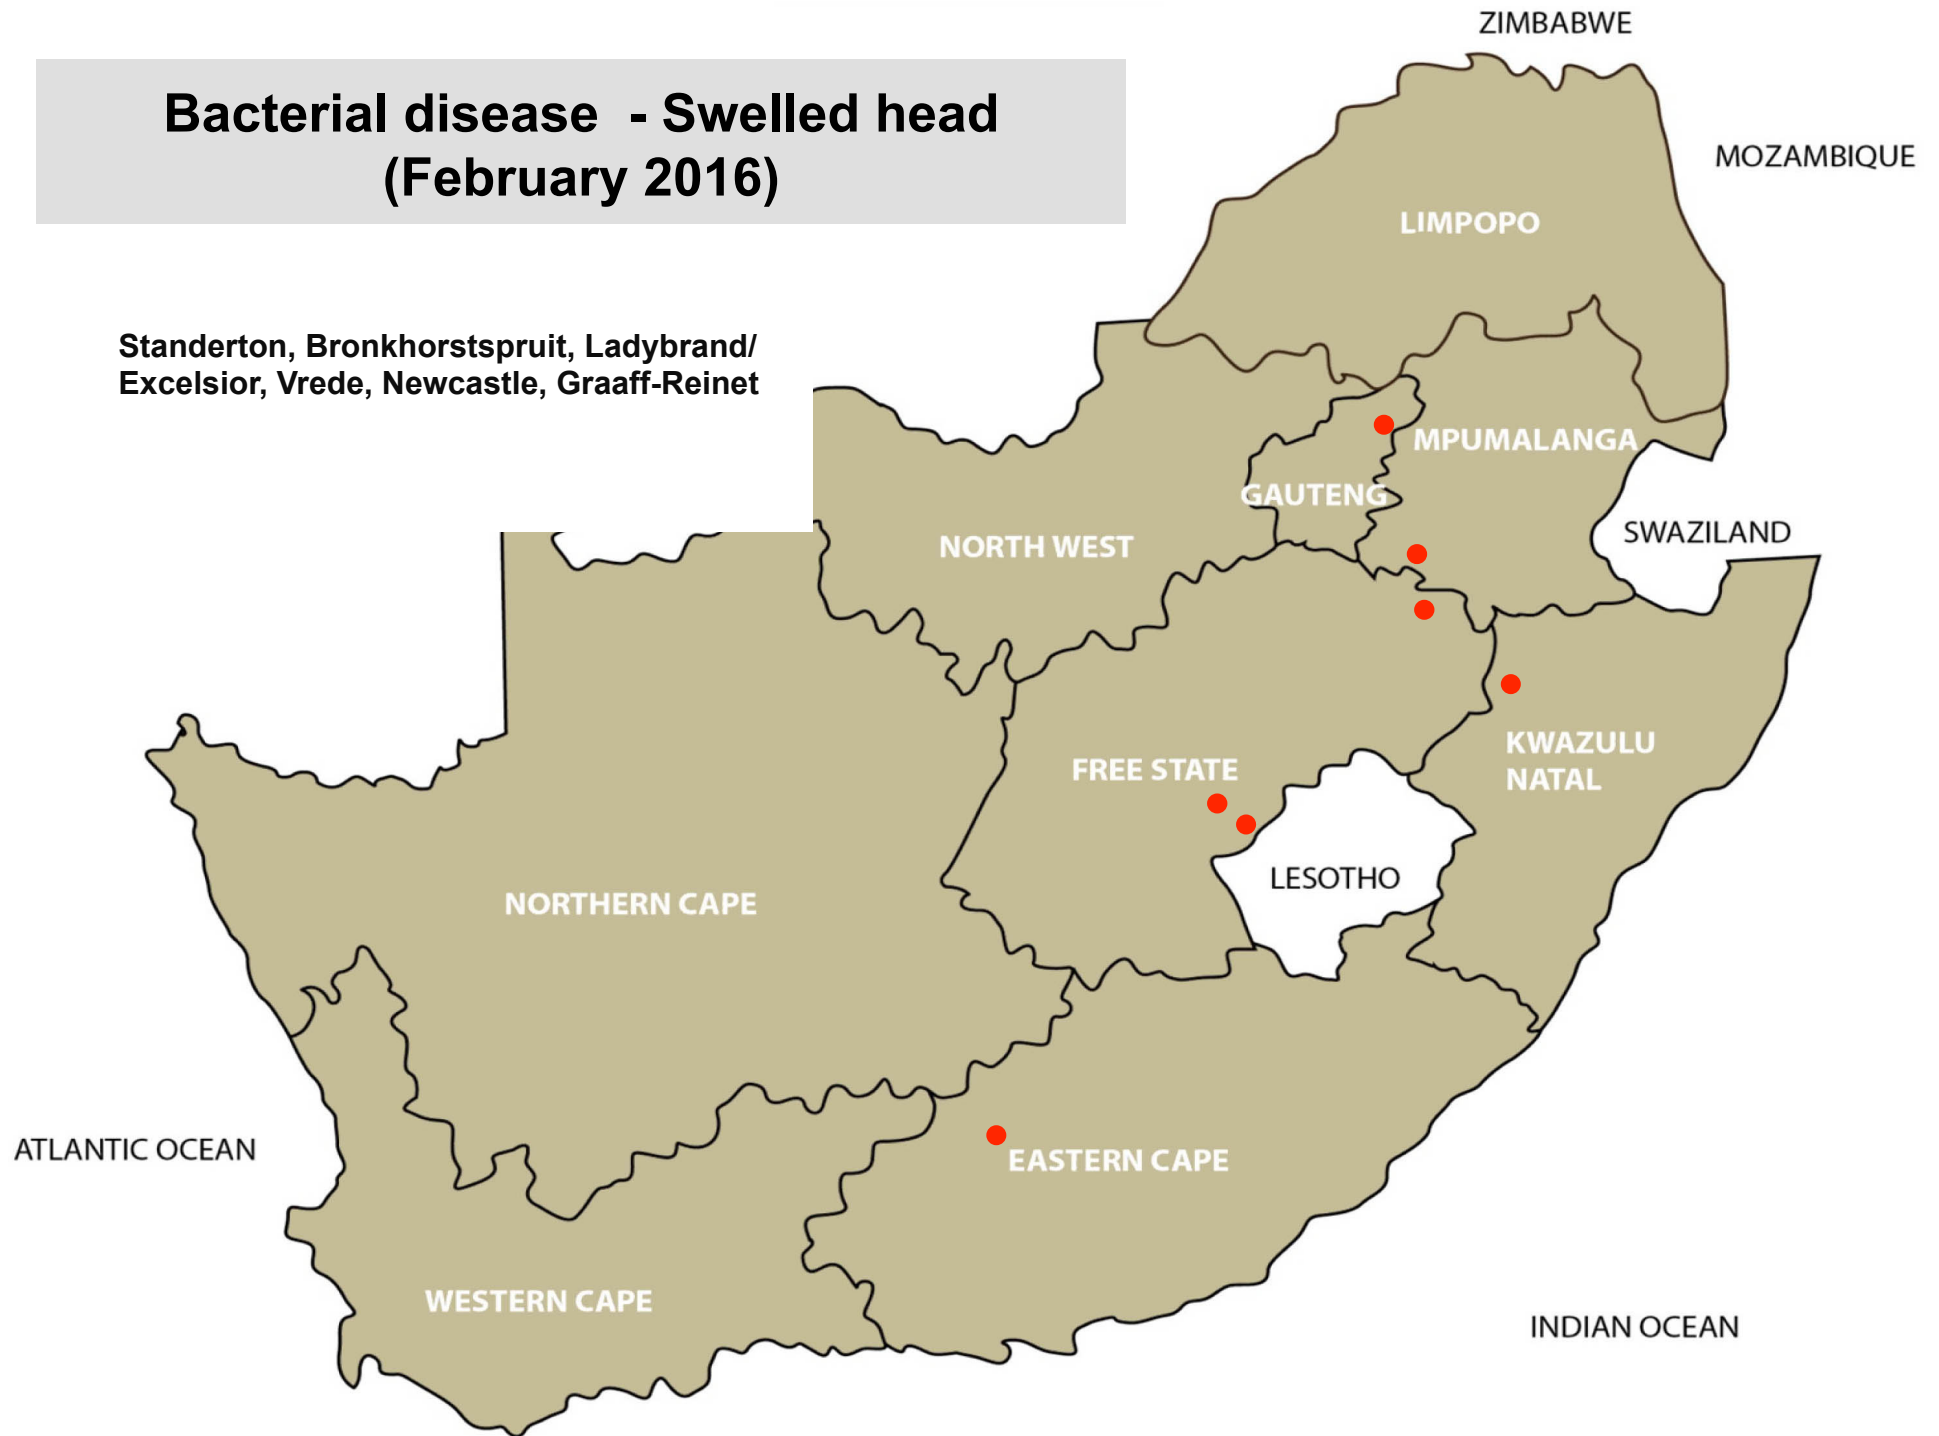 ZIMBABWE
Bacterial disease - Swelled head
(February 2016)
MOZAMBIQUE
LIMPOPO
Standerton, Bronkhorstspruit, Ladybrand/
Excelsior, Vrede, Newcastle, Graaff-Reinet
MPUMALANGA
GAUTENG
SWAZILAND
NORTH WEST
KWAZULU
NATAL
FREE STATE
LESOTHO
NORTHERN CAPE
ATLANTIC OCEAN
EASTERN CAPE
WESTERN CAPE
INDIAN OCEAN